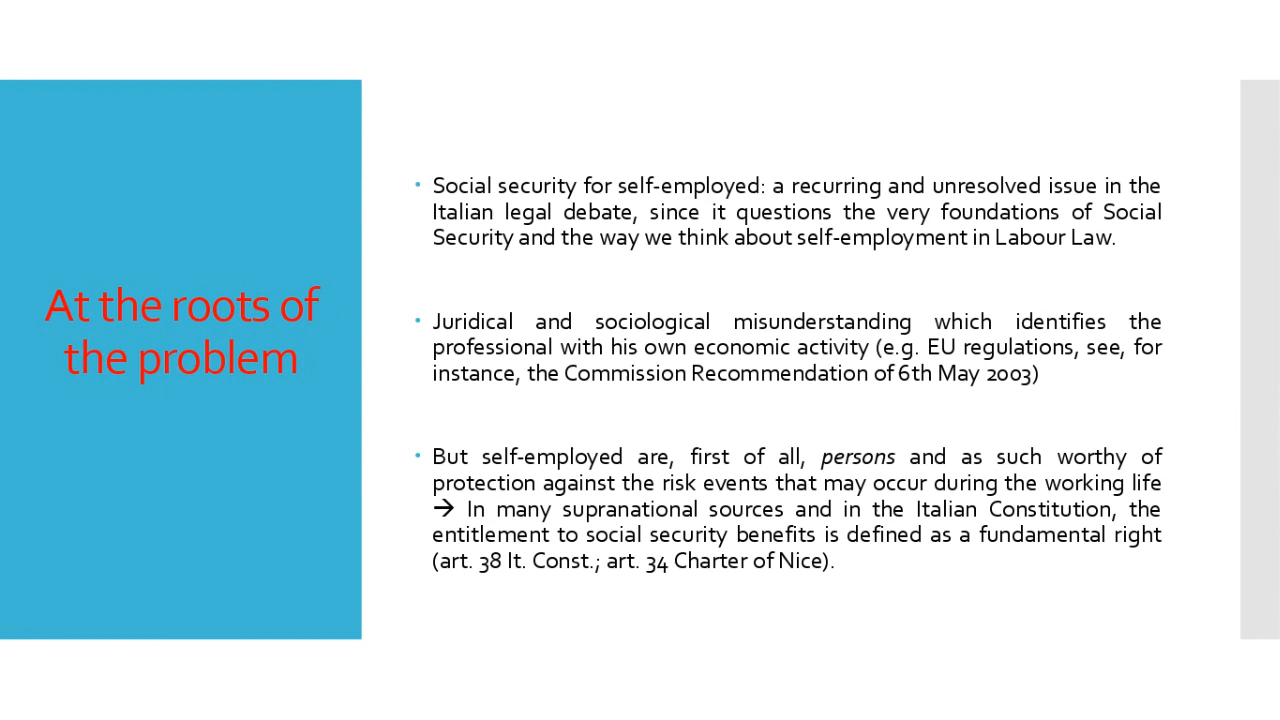 At the roots of
the problem
• Social security for self-employed: a recurring and unresolved issue in the
Italian legal debate, since it questions the very foundations of Social
Security and the way we think about self-employment in Labour Law.
• Juridical and sociological misunderstanding which identifies the
professional with his own economic activity (e.g. EU regulations, see, for
instance, the Commission Recommendation of 6th May 2003)
• But self-employed are, first of all, persons and as such worthy of
protection against the risk events that may occur during the working life
→ In many supranational sources and in the Italian Constitution, the
entitlement to social security benefits is defined as a fundamental right
(art. 38 It. Const.; art. 34 Charter of Nice).